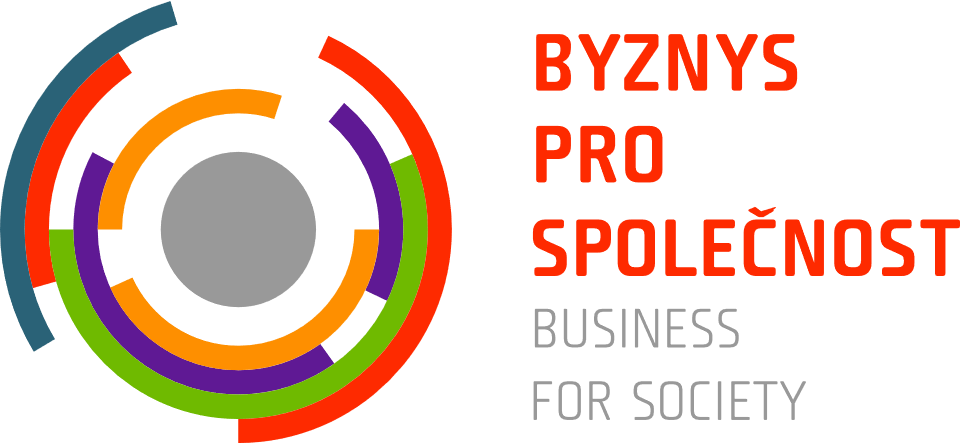 BYZNYS
PRO
SPOLEČNOST
BUSINESS
FOR SOCIETY